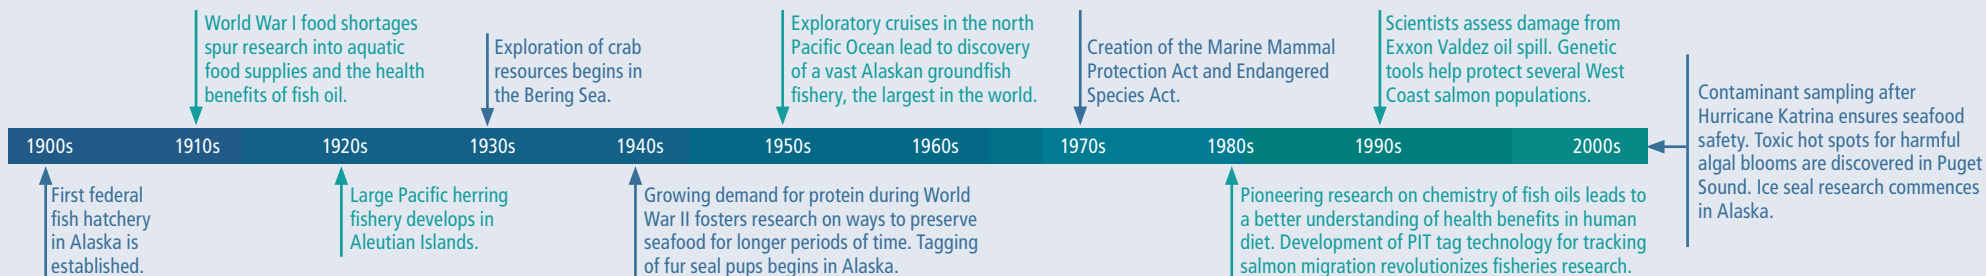 World War I food shortages
spur research into aquatic
food supplies and the health
benefits of fish oil.
Exploration of crab
resources begins in
the Bering Sea.
Exploratory cruises in the north
Pacific Ocean lead to discovery
of a vast Alaskan groundfish
fishery, the largest in the world.
Creation of the Marine Mammal
Protection Act and Endangered
Species Act.
Scientists assess damage from
Exxon Valdez oil spill. Genetic
tools help protect several West
Coast salmon populations.
Contaminant sampling after
Hurricane Katrina ensures seafood
safety. Toxic hot spots for harmful
algal blooms are discovered in Puget
Sound. Ice seal research commences
in Alaska.
1900s 1910s 1920s 1930s 1940s 1950s 1960s 1970s 1980s 1990s 2000s
First federal
fish hatchery
in Alaska is
established.
Large Pacific herring
fishery develops in
Aleutian Islands.
Growing demand for protein during World
War II fosters research on ways to preserve
seafood for longer periods of time. Tagging
of fur seal pups begins in Alaska.
Pioneering research on chemistry of fish oils leads to
a better understanding of health benefits in human
diet. Development of PIT tag technology for tracking
salmon migration revolutionizes fisheries research.